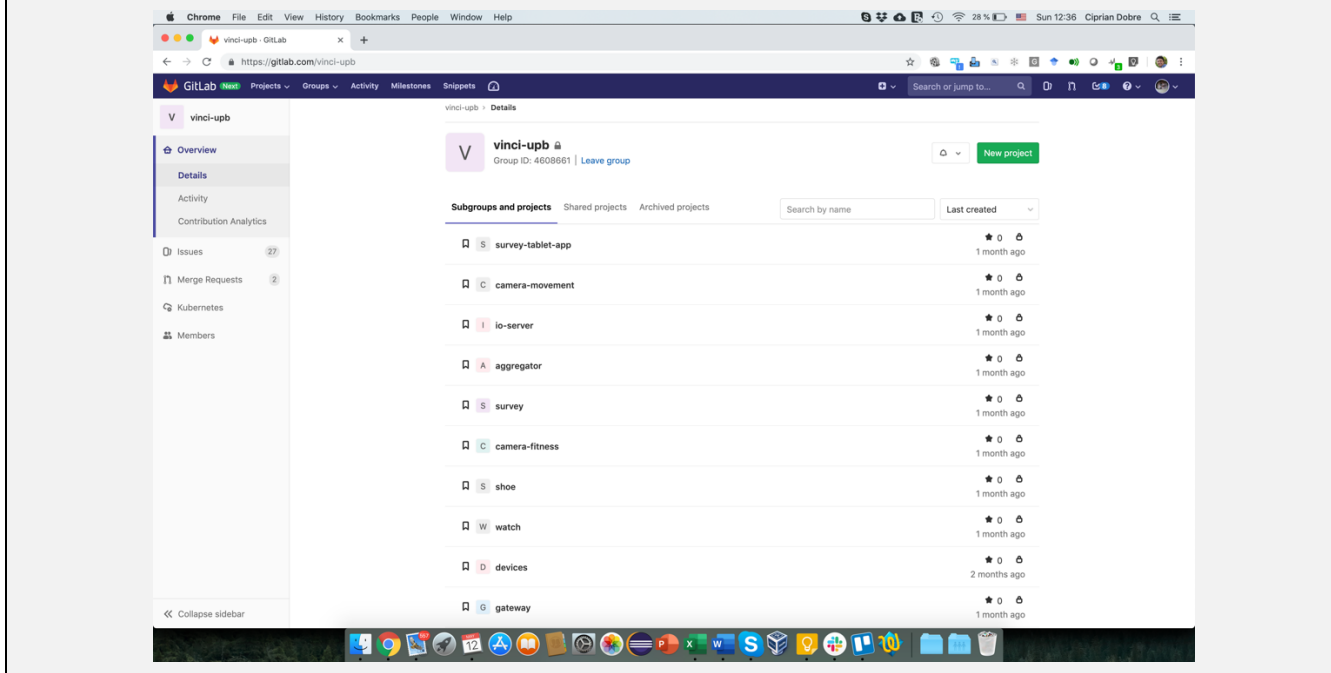 Chrome File Edit View History Bookmarks People Window Help 28 % Sun 12:36 Ciprian Dobre
vinci-upb · GitLab
https://gitlab.com/vinci-upb
GitLab Next Projects Groups Activity Milestones Snippets Search or jump to... 8
V vinci-upb
vinci-upb › Details
Overview
Details
Activity
Contribution Analytics
Issues 27
Merge Requests 2
Kubernetes
Members
Collapse sidebar
V vinci-upb
Group ID: 4608661 | Leave group
New project
Subgroups and projects Shared projects Archived projects Search by name Last created
S survey-tablet-app 0
1 month ago
C camera-movement 0
1 month ago
I io-server 0
1 month ago
A aggregator 0
1 month ago
S survey 0
1 month ago
C camera-fitness 0
1 month ago
S shoe 0
1 month ago
W watch 0
1 month ago
D devices 0
2 months ago
G gateway 0
1 month ago
12